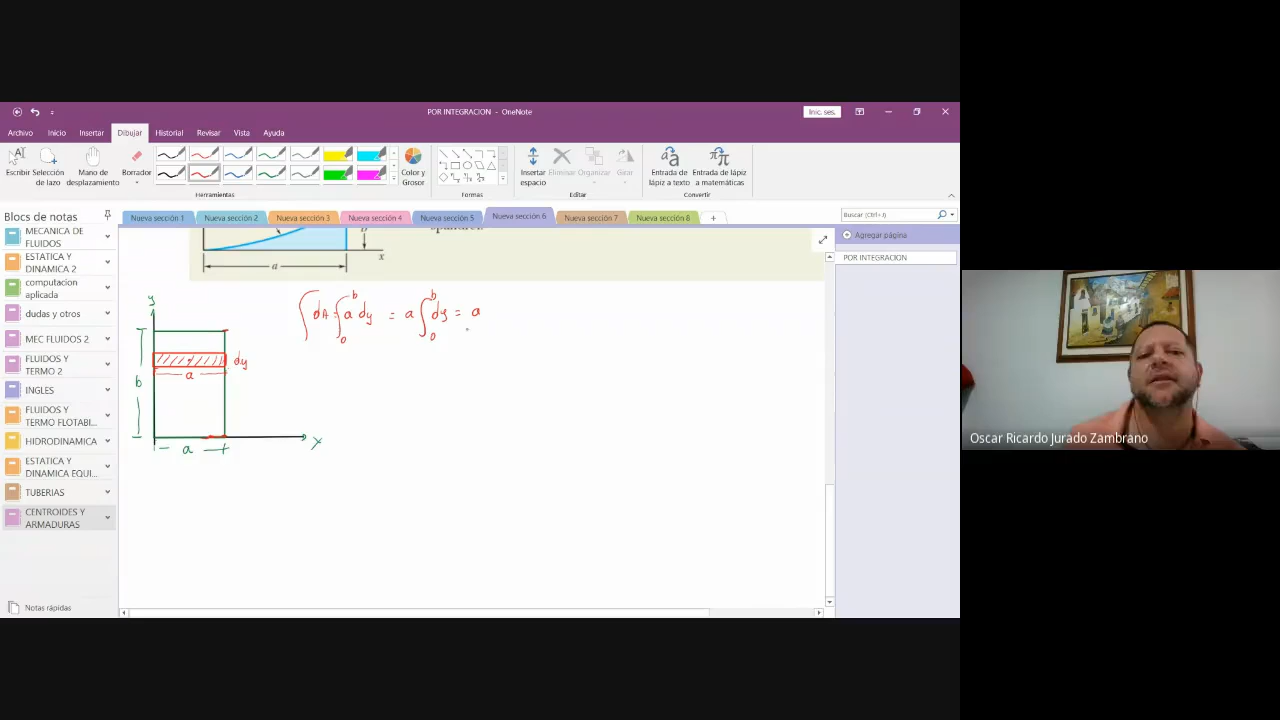 POR INTEGRACION - OneNote
Inic. ses.
Archivo Inicio Insertar Dibujar Historial Revisar Vista Ayuda
Escribir Selección de lazo Mano de desplazamiento Borrador
Color y Grosor
Insertar espacio Eliminar Organizar Girar
Entrada de lápiz a texto Entrada de lápiz a matemáticas
Herramientas Formas Editar Convertir
Blocs de notas
Nueva sección 1 Nueva sección 2 Nueva sección 3 Nueva sección 4 Nueva sección 5 Nueva sección 6 Nueva sección 7 Nueva sección 8 +
Buscar (Ctrl+J)
Agregar página
POR INTEGRACION
MECANICA DE FLUIDOS
ESTATICA Y DINAMICA 2
computacion aplicada
dudas y otros
MEC FLUIDOS 2
FLUIDOS Y TERMO 2
INGLES
FLUIDOS Y TERMO FLOTABI...
HIDRODINAMICA
ESTATICA Y DINAMICA EQUI...
TUBERIAS
CENTROIDES Y ARMADURAS
Notas rápidas
x
a
y
∫ dA = ∫₀ᵇ a dy = a ∫₀ᵇ dy = a
dy
a
b
a
x
Oscar Ricardo Jurado Zambrano